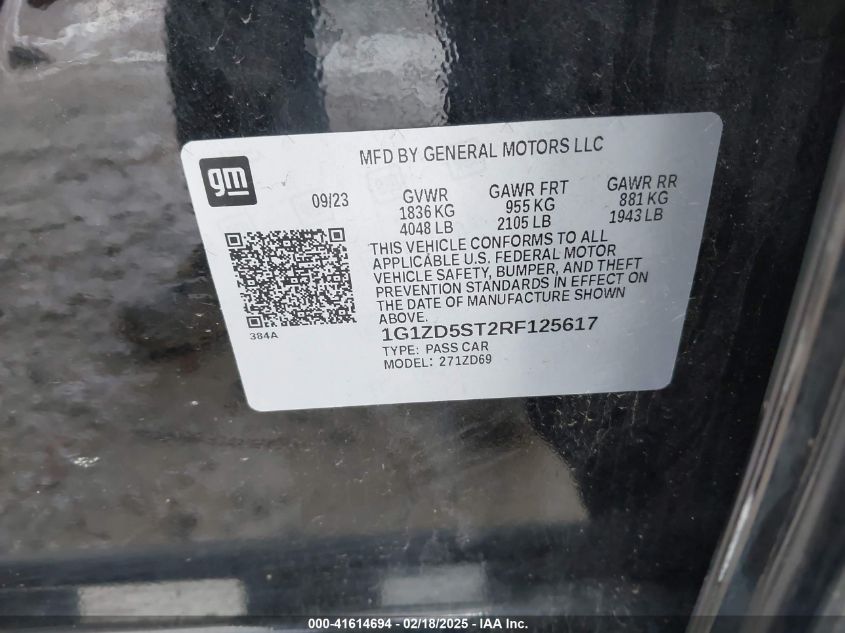 MFD BY GENERAL MOTORS LLC
gm
09/23 GVWR GAWR FRT GAWR RR
1836 KG 955 KG 881 KG
4048 LB 2105 LB 1943 LB
THIS VEHICLE CONFORMS TO ALL
APPLICABLE U.S. FEDERAL MOTOR
VEHICLE SAFETY, BUMPER, AND THEFT
PREVENTION STANDARDS IN EFFECT ON
THE DATE OF MANUFACTURE SHOWN
ABOVE.
384A
1G1ZD5ST2RF125617
TYPE: PASS CAR
MODEL: 271ZD69
000-41614694 - 02/18/2025 - IAA Inc.